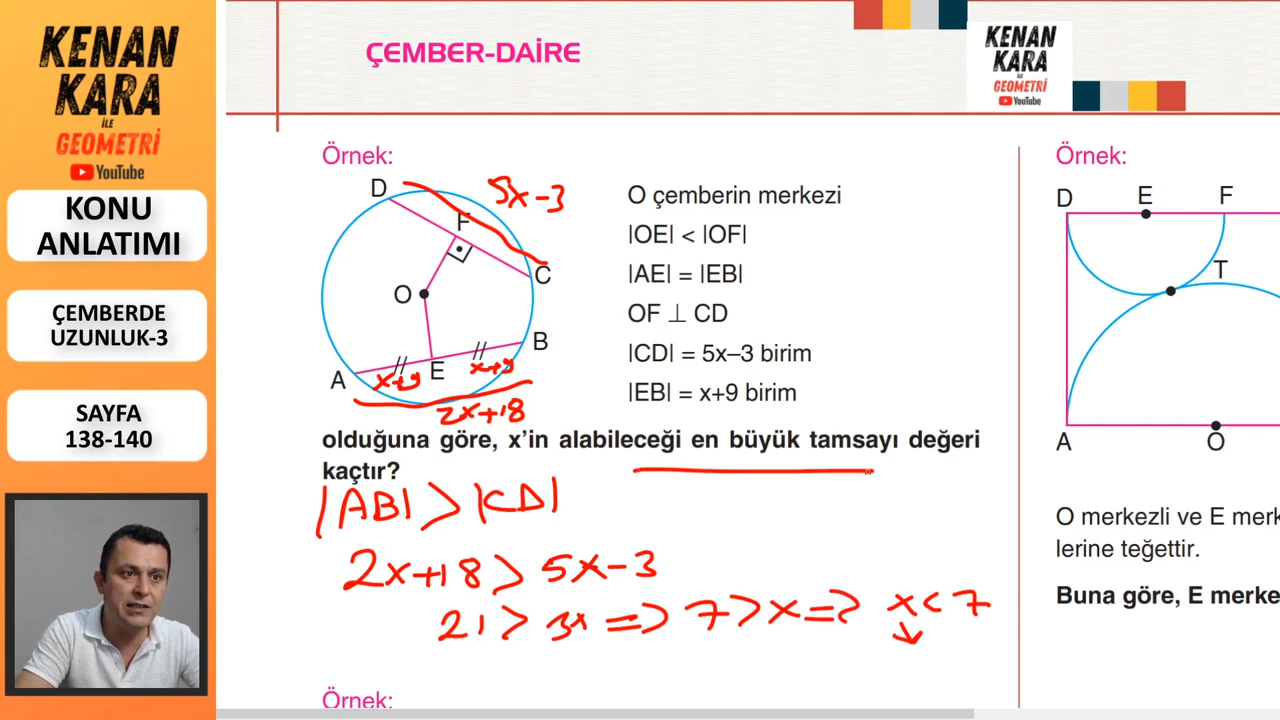 KENAN
KARA
İLE
GEOMETRİ
YouTube
KONU
ANLATIMI
ÇEMBERDE
UZUNLUK-3
SAYFA
138-140
ÇEMBER-DAİRE
KENAN
KARA
İLE
GEOMETRİ
YouTube
Örnek:
D
5x-3
F
C
O
B
A
E
x+9
x+9
2x+18
O çemberin merkezi
|OE| < |OF|
|AE| = |EB|
OF ⊥ CD
|CD| = 5x–3 birim
|EB| = x+9 birim
olduğuna göre, x'in alabileceği en büyük tamsayı değeri
kaçtır?
|AB| > |CD|
2x+18 > 5x-3
21 > 3x => 7 > x => x < 7
Örnek:
Örnek:
D
E
F
T
A
O
O merkezli ve E merk
lerine teğettir.
Buna göre, E merke